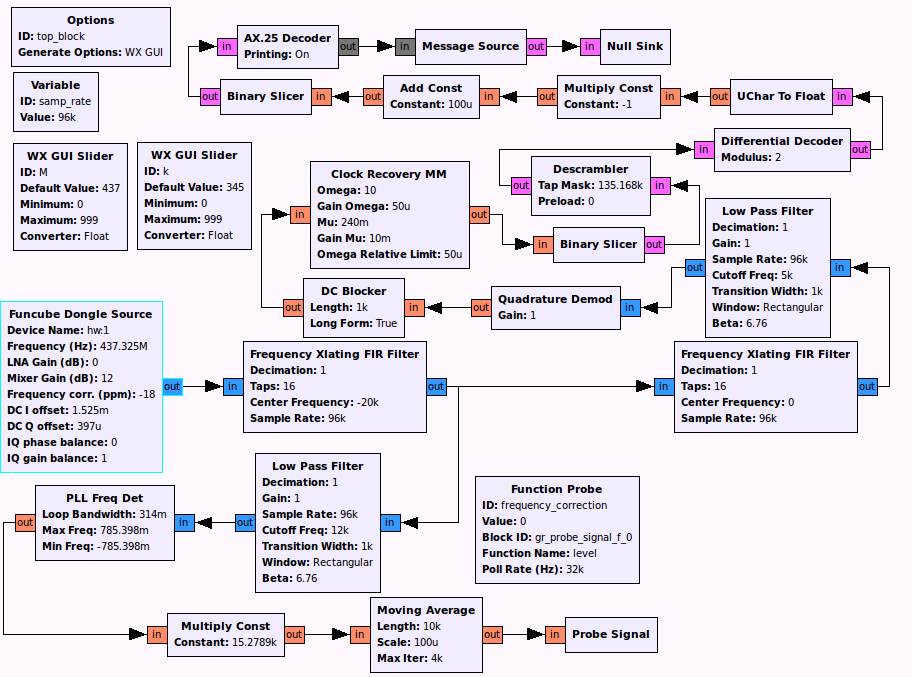 Options
ID: top_block
Generate Options: WX GUI
Variable
ID: samp_rate
Value: 96k
WX GUI Slider
ID: M
Default Value: 437
Minimum: 0
Maximum: 999
Converter: Float
WX GUI Slider
ID: k
Default Value: 345
Minimum: 0
Maximum: 999
Converter: Float
in
AX.25 Decoder
Printing: On
out
in
Message Source
out
in
Null Sink
out
Binary Slicer
in
out
Add Const
Constant: 100u
in
out
Multiply Const
Constant: -1
in
out
UChar To Float
in
in
Differential Decoder
Modulus: 2
out
out
Descrambler
Tap Mask: 135.168k
Preload: 0
in
in
Clock Recovery MM
Omega: 10
Gain Omega: 50u
Mu: 240m
Gain Mu: 10m
Omega Relative Limit: 50u
out
in
Binary Slicer
out
out
Low Pass Filter
Decimation: 1
Gain: 1
Sample Rate: 96k
Cutoff Freq: 5k
Transition Width: 1k
Window: Rectangular
Beta: 6.76
in
out
DC Blocker
Length: 1k
Long Form: True
in
out
Quadrature Demod
Gain: 1
in
Funcube Dongle Source
Device Name: hw:1
Frequency (Hz): 437.325M
LNA Gain (dB): 0
Mixer Gain (dB): 12
Frequency corr. (ppm): -18
DC I offset: 1.525m
DC Q offset: 397u
IQ phase balance: 0
IQ gain balance: 1
out
in
Frequency Xlating FIR Filter
Decimation: 1
Taps: 16
Center Frequency: -20k
Sample Rate: 96k
out
in
Frequency Xlating FIR Filter
Decimation: 1
Taps: 16
Center Frequency: 0
Sample Rate: 96k
out
out
PLL Freq Det
Loop Bandwidth: 314m
Max Freq: 785.398m
Min Freq: -785.398m
in
out
Low Pass Filter
Decimation: 1
Gain: 1
Sample Rate: 96k
Cutoff Freq: 12k
Transition Width: 1k
Window: Rectangular
Beta: 6.76
in
Function Probe
ID: frequency_correction
Value: 0
Block ID: gr_probe_signal_f_0
Function Name: level
Poll Rate (Hz): 32k
in
Multiply Const
Constant: 15.2789k
out
in
Moving Average
Length: 10k
Scale: 100u
Max Iter: 4k
out
in
Probe Signal